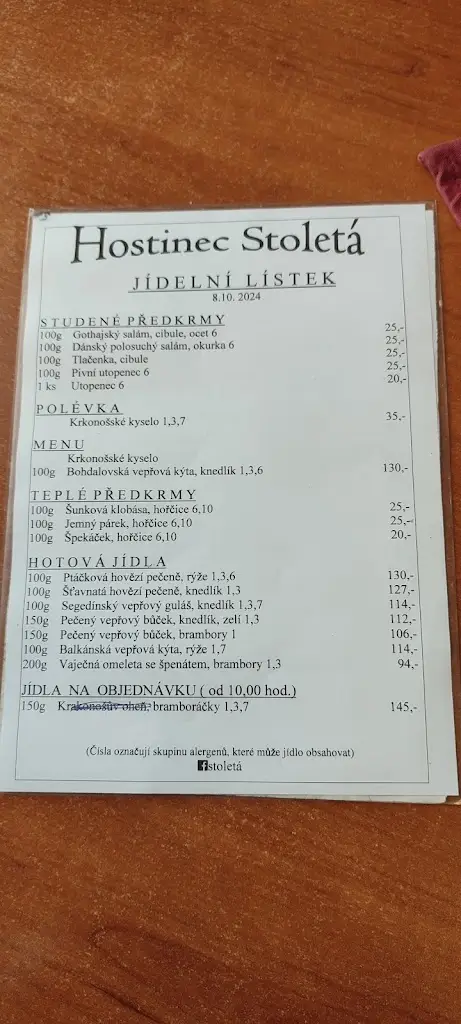 Hostinec Stoletá
JÍDELNÍ LÍSTEK
8.10. 2024
STUDENÉ PŘEDKRMY
100g Gothajský salám, cibule, ocet 6 25,-
100g Dánský polosuchý salám, okurka 6 25,-
100g Tlačenka, cibule 25,-
100g Pivní utopenec 6 25,-
1 ks Utopenec 6 20,-
POLÉVKA
Krkonošské kyselo 1,3,7 35,-
MENU
Krkonošské kyselo
100g Bohdalovská vepřová kýta, knedlík 1,3,6 130,-
TEPLÉ PŘEDKRMY
100g Šunková klobása, hořčice 6,10 25,-
100g Jemný párek, hořčice 6,10 25,-
100g Špekáček, hořčice 6,10 20,-
HOTOVÁ JÍDLA
100g Ptáčková hovězí pečeně, rýže 1,3,6 130,-
100g Šťavnatá hovězí pečeně, knedlík 1,3 127,-
100g Segedínský vepřový guláš, knedlík 1,3,7 114,-
150g Pečený vepřový bůček, knedlík, zelí 1,3 112,-
150g Pečený vepřový bůček, brambory 1 106,-
100g Balkánská vepřová kýta, rýže 1,7 114,-
200g Vaječná omeleta se špenátem, brambory 1,3 94,-
JÍDLA NA OBJEDNÁVKU ( od 10,00 hod.)
150g Krakonošův oheň, bramboráčky 1,3,7 145,-
(Čísla označují skupinu alergenů, které může jídlo obsahovat)
f stoletá